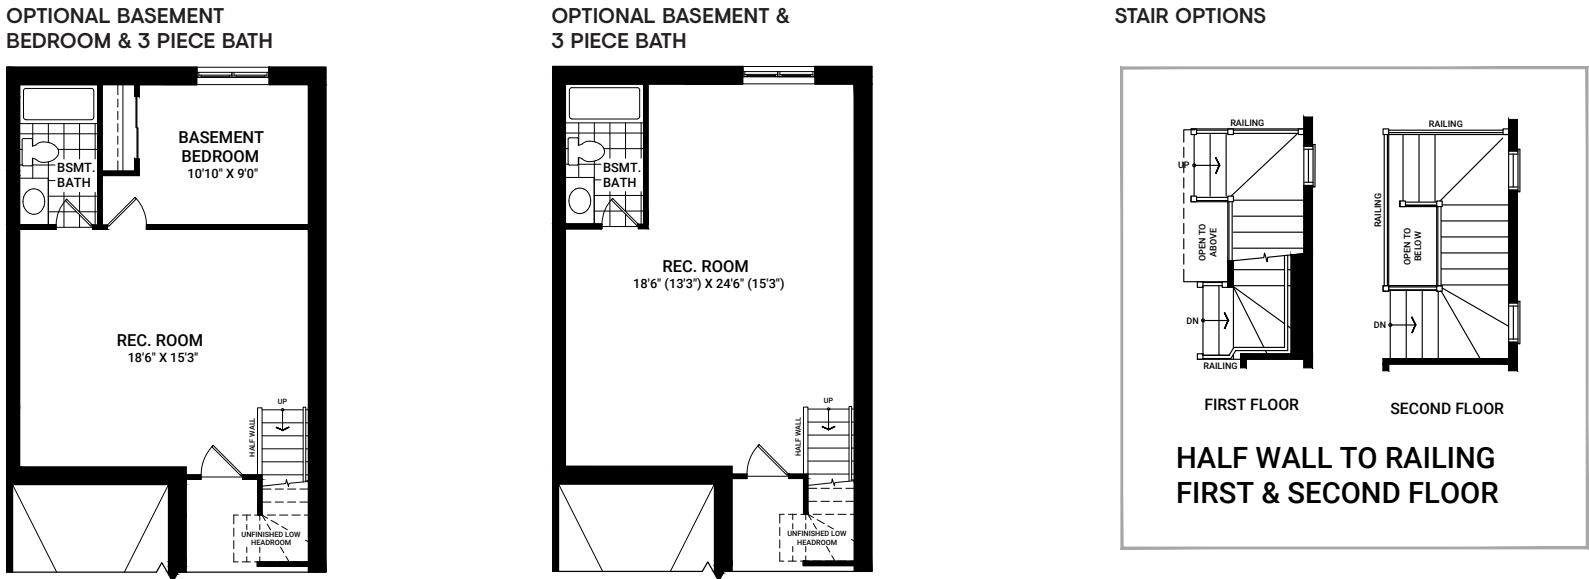 OPTIONAL BASEMENT
BEDROOM & 3 PIECE BATH
BASEMENT
BEDROOM
10'10" X 9'0"
BSMT.
BATH
REC. ROOM
18'6" X 15'3"
UP
HALF WALL
UNFINISHED LOW
HEADROOM
OPTIONAL BASEMENT &
3 PIECE BATH
BSMT.
BATH
REC. ROOM
18'6" (13'3") X 24'6" (15'3")
UP
HALF WALL
UNFINISHED LOW
HEADROOM
STAIR OPTIONS
RAILING
UP
OPEN TO
ABOVE
DN
RAILING
FIRST FLOOR
RAILING
RAILING
OPEN TO
BELOW
DN
SECOND FLOOR
HALF WALL TO RAILING
FIRST & SECOND FLOOR